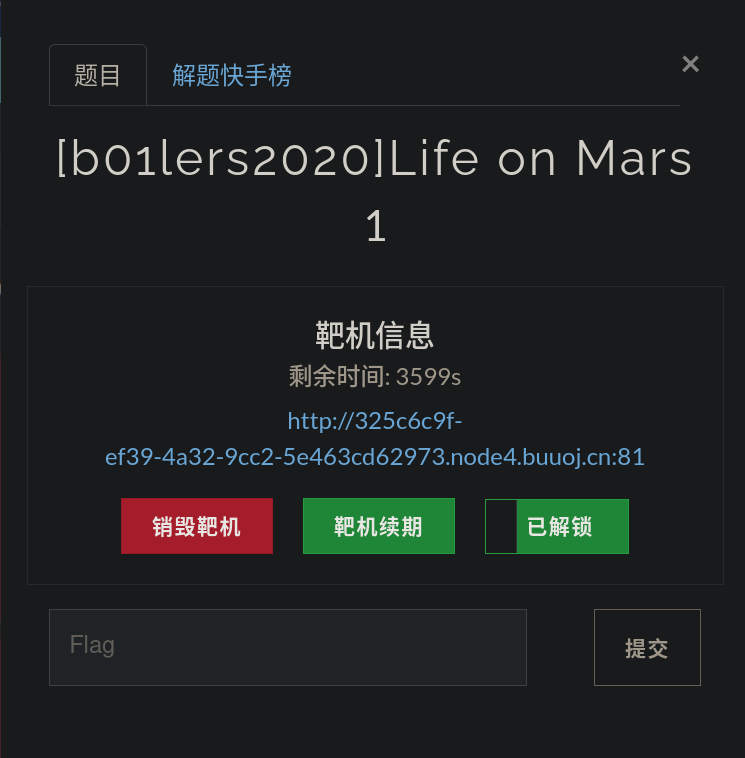 题目 解题快手榜 ×
[b01lers2020]Life on Mars
1
靶机信息
剩余时间: 3599s
http://325c6c9f-
ef39-4a32-9cc2-5e463cd62973.node4.buuoj.cn:81
销毁靶机 靶机续期 已解锁
Flag 提交